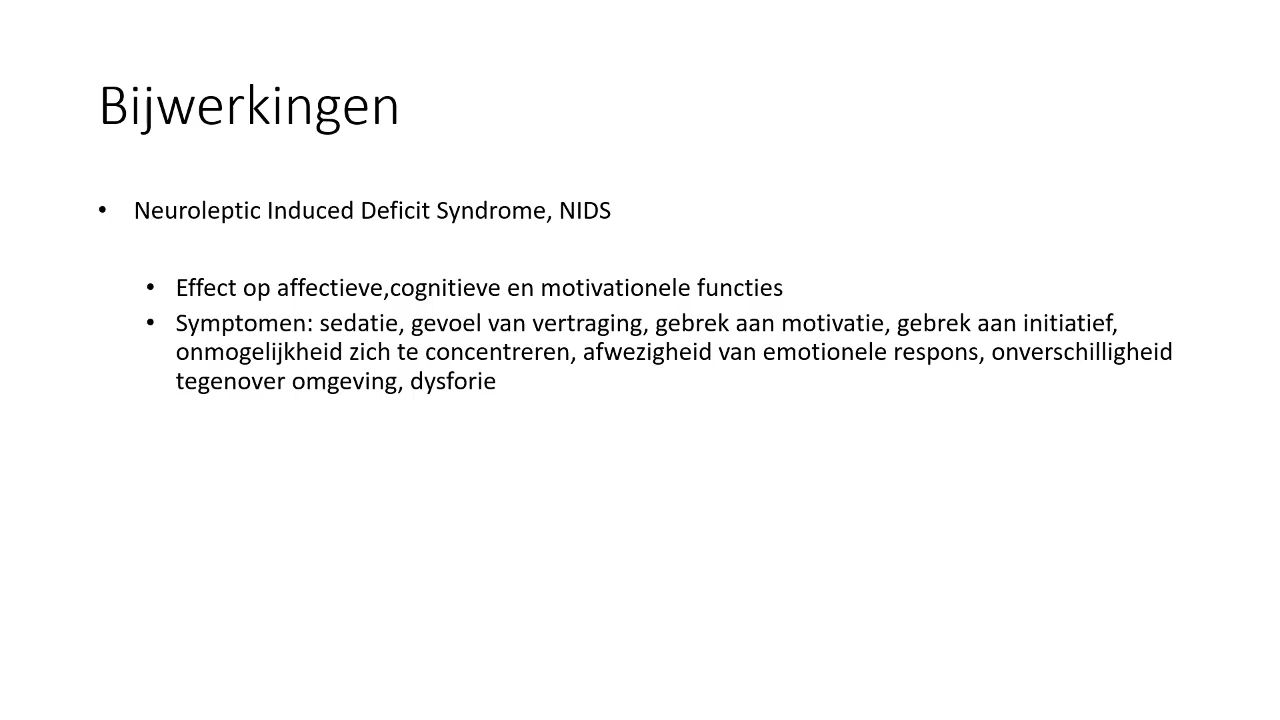 Bijwerkingen
• Neuroleptic Induced Deficit Syndrome, NIDS
• Effect op affectieve,cognitieve en motivationele functies
• Symptomen: sedatie, gevoel van vertraging, gebrek aan motivatie, gebrek aan initiatief,
onmogelijkheid zich te concentreren, afwezigheid van emotionele respons, onverschilligheid
tegenover omgeving, dysforie